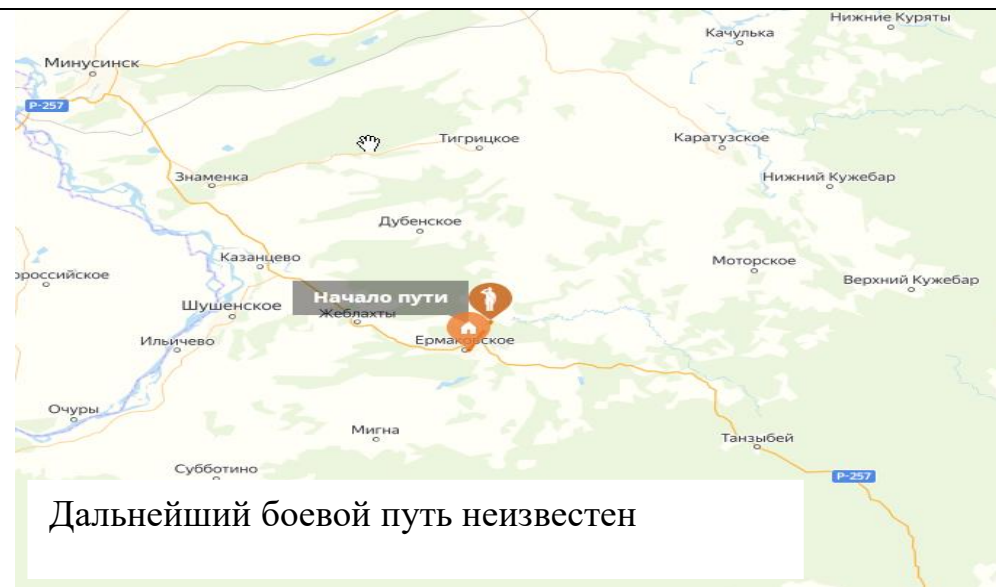 Нижние Куряты
Качулька
Минусинск
Р-257
Тигрицкое
Каратузское
Знаменка
Нижний Кужебар
Дубенское
Казанцево
Моторское
ороссийское
Верхний Кужебар
Начало пути
Шушенское
Жеблахты
Ильичево
Ермаковское
Очуры
Мигна
Танзыбей
Субботино
Р-257
Дальнейший боевой путь неизвестен